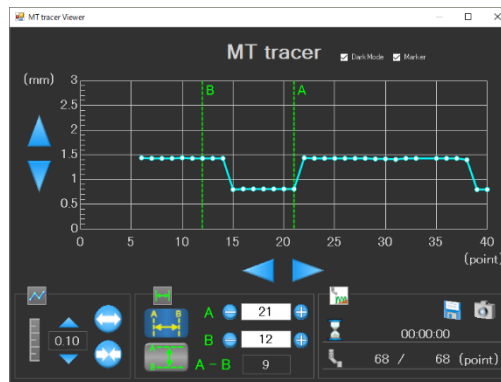 MT tracer Viewer
MT tracer
DarkMode
Marker
(mm)
3
2.5
2
1.5
1
0.5
0
B
A
0 5 10 15 20 25 30 35 40
(point)
A B
A 21
B 12
A - B 9
0.10
00:00:00
68 / 68 (point)